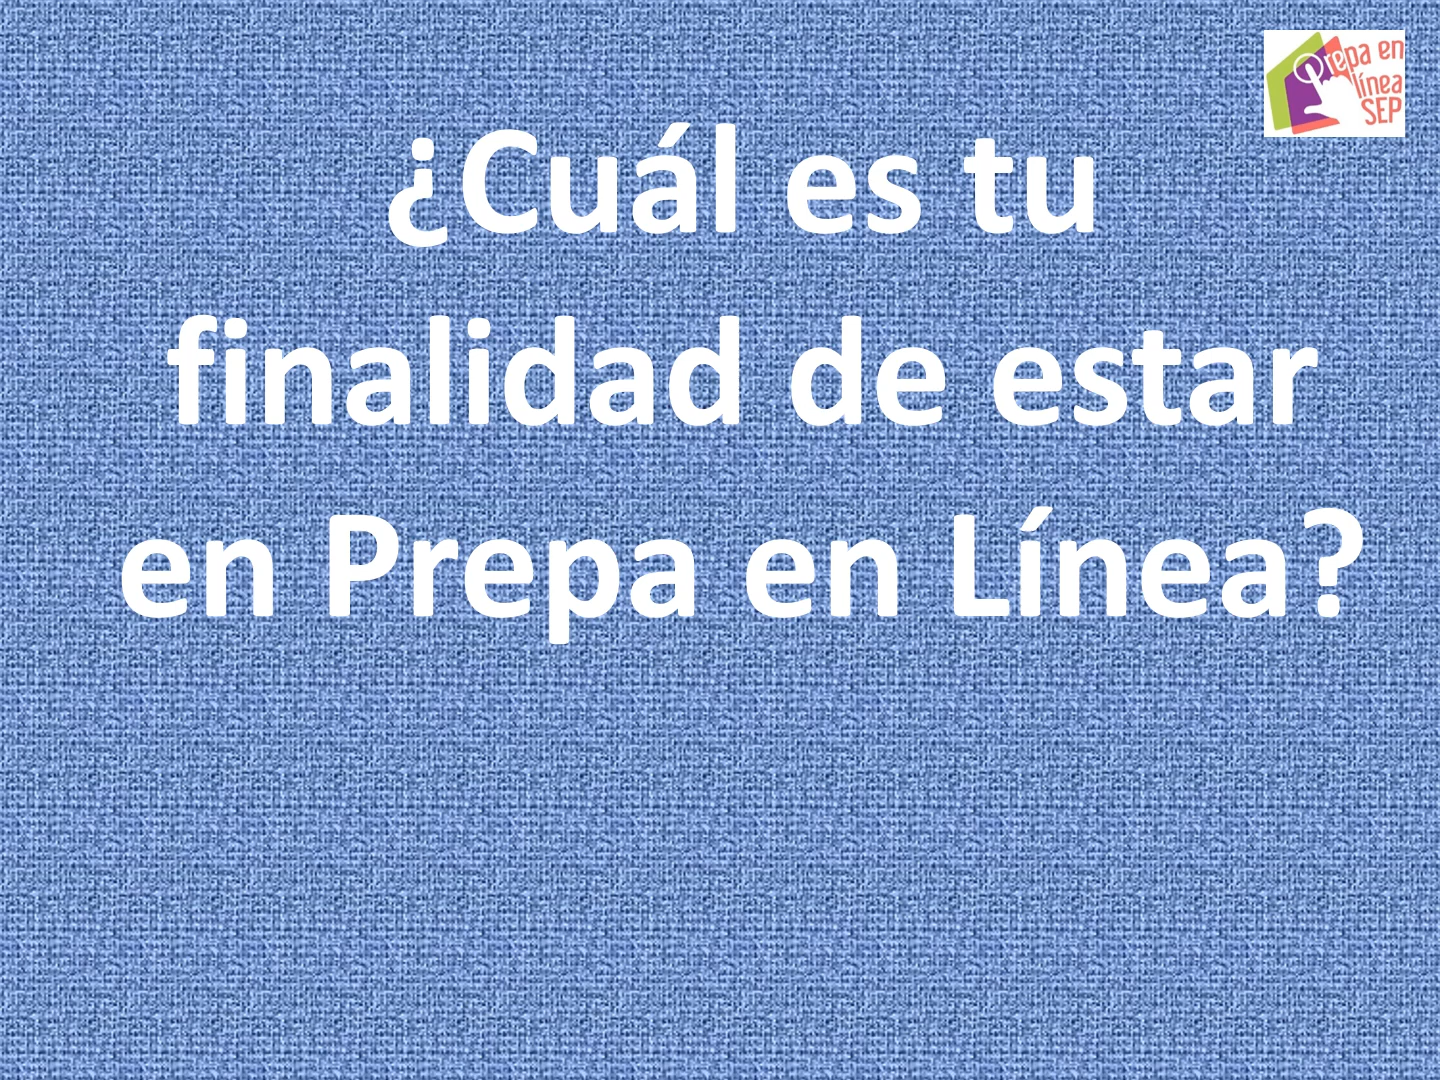 Prepa en
línea
SEP
¿Cuál es tu
finalidad de estar
en Prepa en Línea?